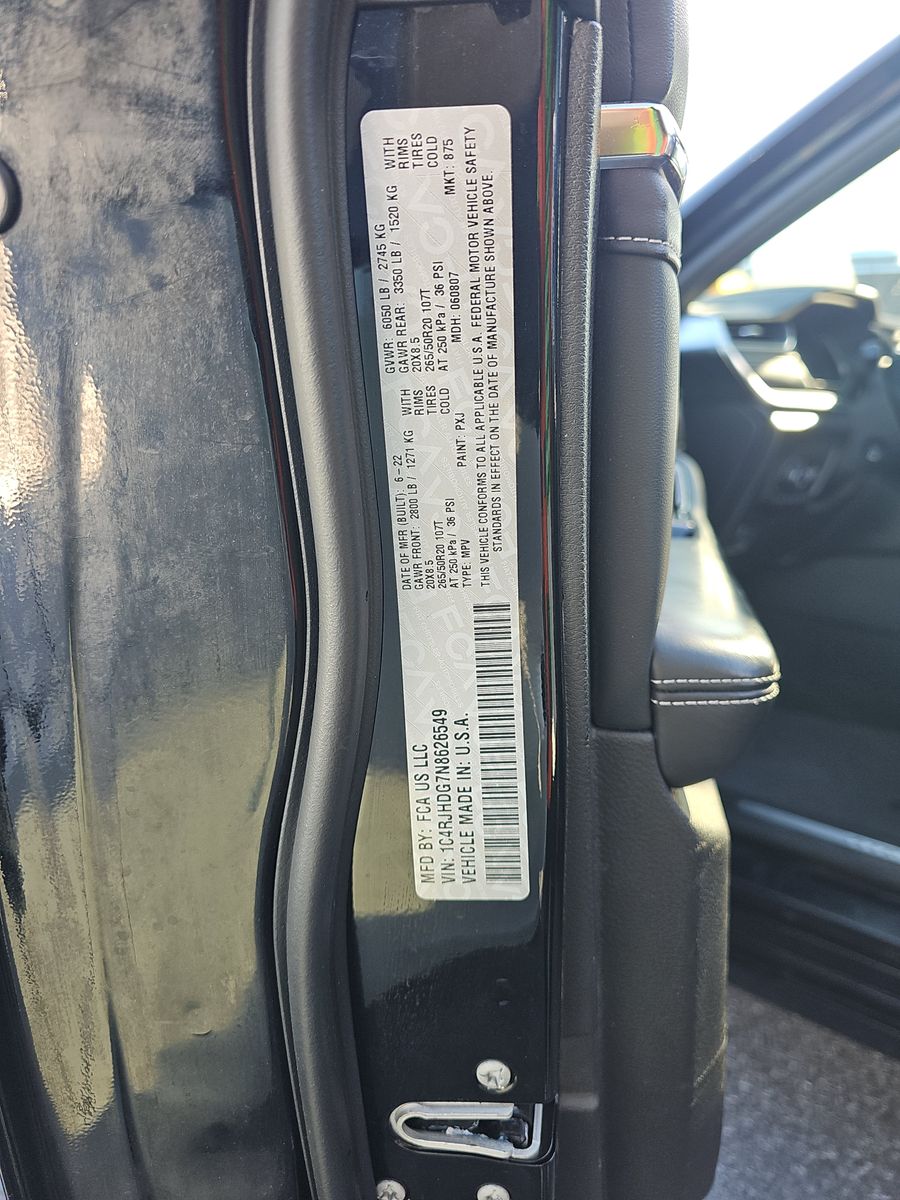 MFD BY: FCA US LLC
VIN: 1C4RJHDG7N8626549
VEHICLE MADE IN: U.S.A.
DATE OF MFR (BUILT): 6-22
GAWR FRONT: 2800 LB / 1271 KG WITH
20X8.5 RIMS
265/50R20 107T TIRES
AT 250 kPa / 36 PSI COLD
TYPE: MPV PAINT: PXJ
GVWR: 6050 LB / 2745 KG
GAWR REAR: 3350 LB / 1520 KG WITH
20X8.5 RIMS
265/50R20 107T TIRES
AT 250 kPa / 36 PSI COLD
MDH: 060807 MKT: 875
THIS VEHICLE CONFORMS TO ALL APPLICABLE U.S.A. FEDERAL MOTOR VEHICLE SAFETY
STANDARDS IN EFFECT ON THE DATE OF MANUFACTURE SHOWN ABOVE.
FCA